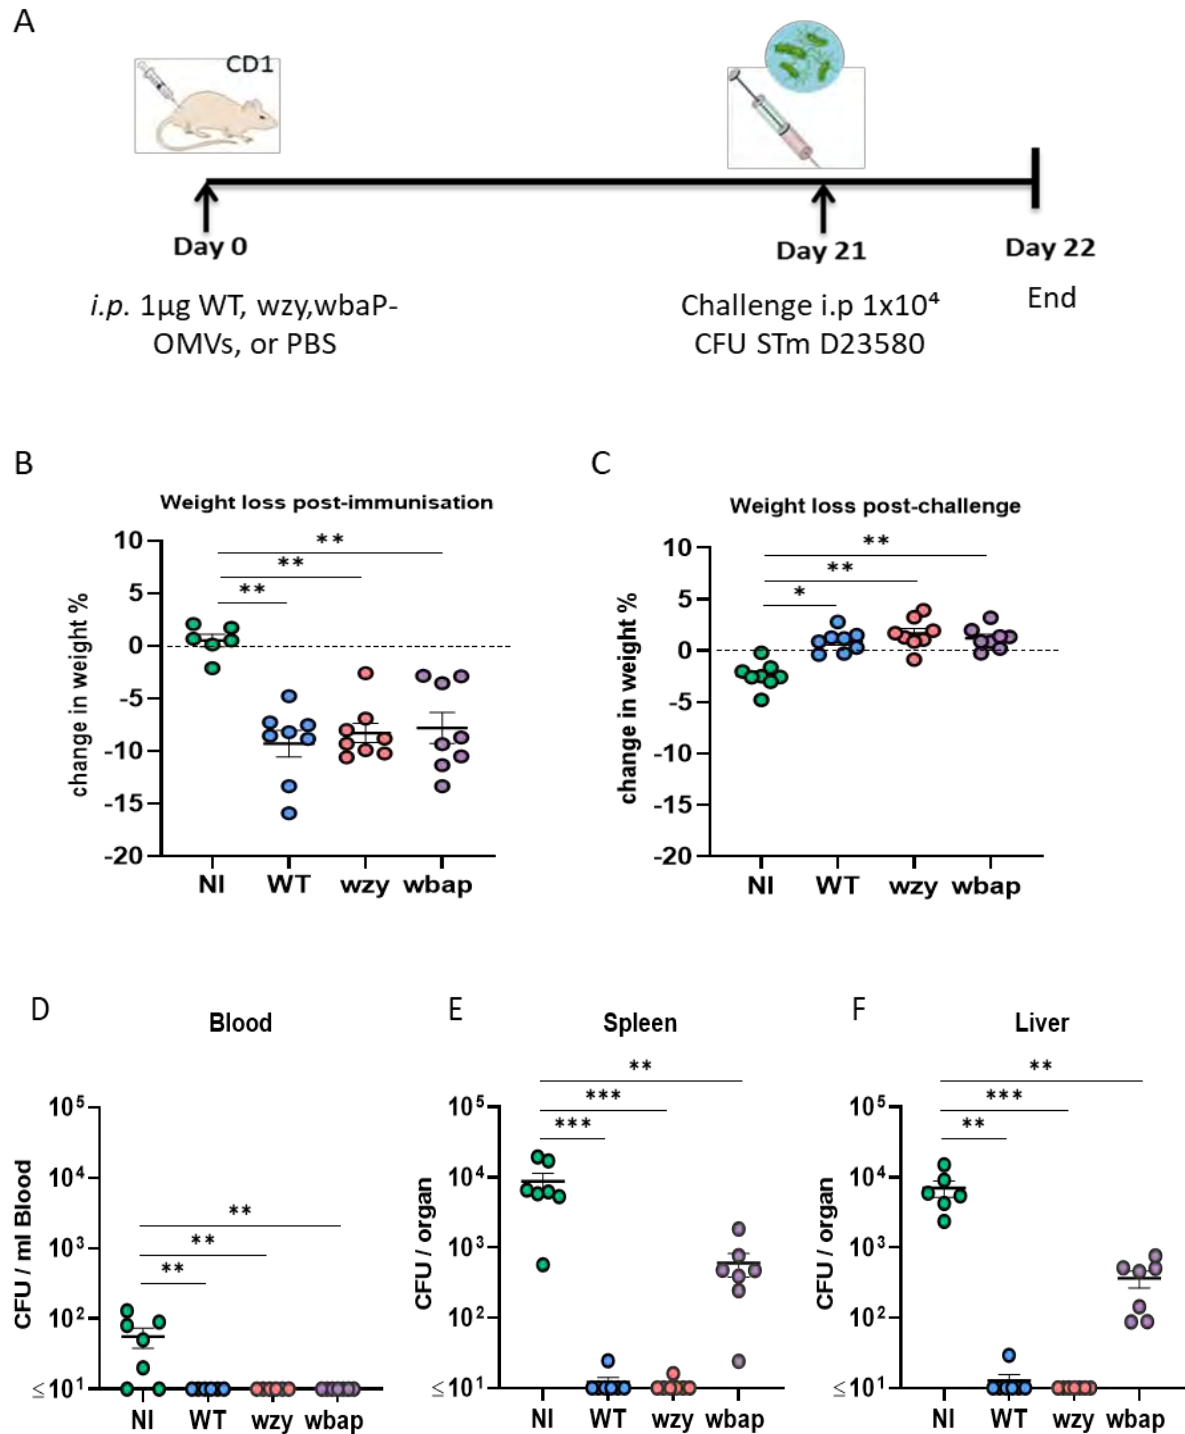 A
CD1
Day 0
Day 21
Day 22
i.p. 1µg WT, wzy,wbaP-
OMVs, or PBS
Challenge i.p 1x10⁴
CFU STm D23580
End
B
Weight loss post-immunisation
change in weight %
10
5
0
-5
-10
-15
-20
**
**
**
NI WT wzy wbap
C
Weight loss post-challenge
change in weight %
10
5
0
-5
-10
-15
-20
**
**
*
NI WT wzy wbap
D
Blood
CFU / ml Blood
10⁵
10⁴
10³
10²
≤ 10¹
**
**
**
NI WT wzy wbap
E
Spleen
CFU / organ
10⁵
10⁴
10³
10²
≤ 10¹
**
***
***
NI WT wzy wbap
F
Liver
CFU / organ
10⁵
10⁴
10³
10²
≤ 10¹
**
***
**
NI WT wzy wbap